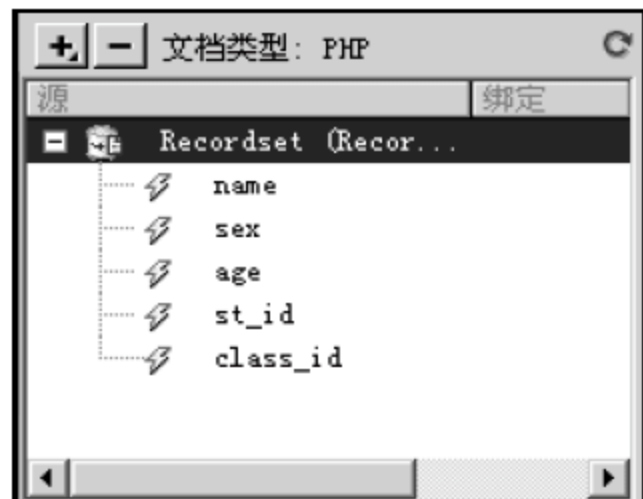 文档类型: PHP
源 绑定
Recordset (Recor...
name
sex
age
st_id
class_id